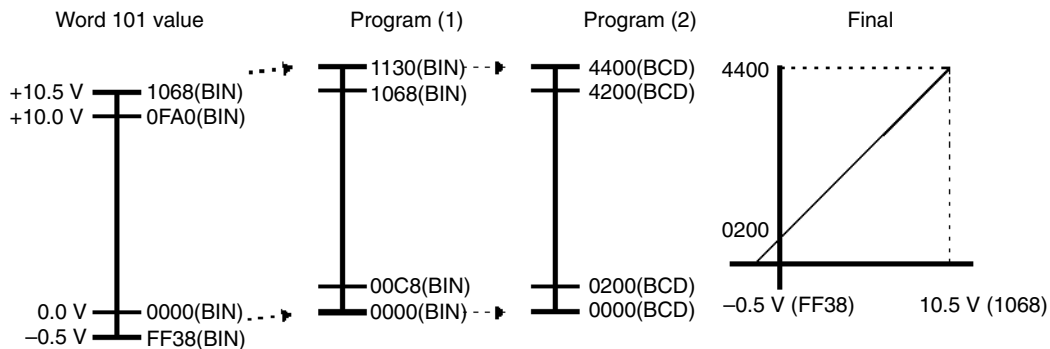 Word 101 value
Program (1)
Program (2)
Final
+10.5 V
1068(BIN)
+10.0 V
0FA0(BIN)
0.0 V
0000(BIN)
–0.5 V
FF38(BIN)
1130(BIN)
1068(BIN)
00C8(BIN)
0000(BIN)
4400(BCD)
4200(BCD)
0200(BCD)
0000(BCD)
4400
0200
–0.5 V (FF38)
10.5 V (1068)